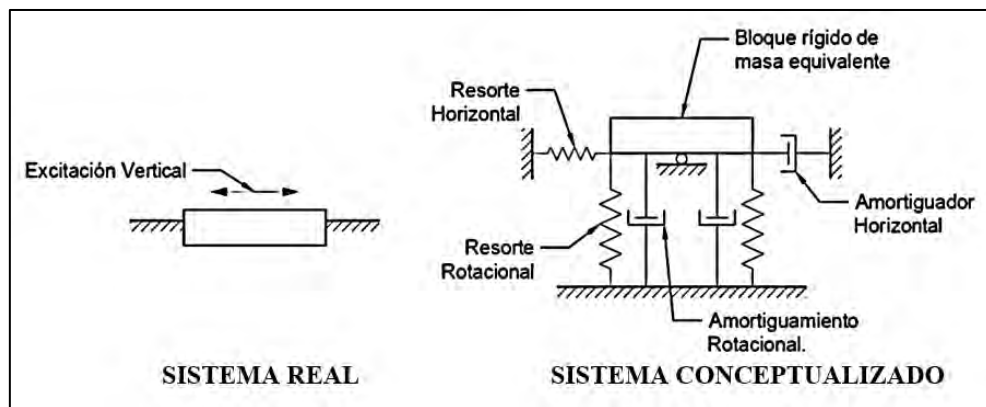 Excitación Vertical
SISTEMA REAL
Bloque rígido de
masa equivalente
Resorte
Horizontal
Amortiguador
Horizontal
Resorte
Rotacional
Amortiguamiento
Rotacional.
SISTEMA CONCEPTUALIZADO